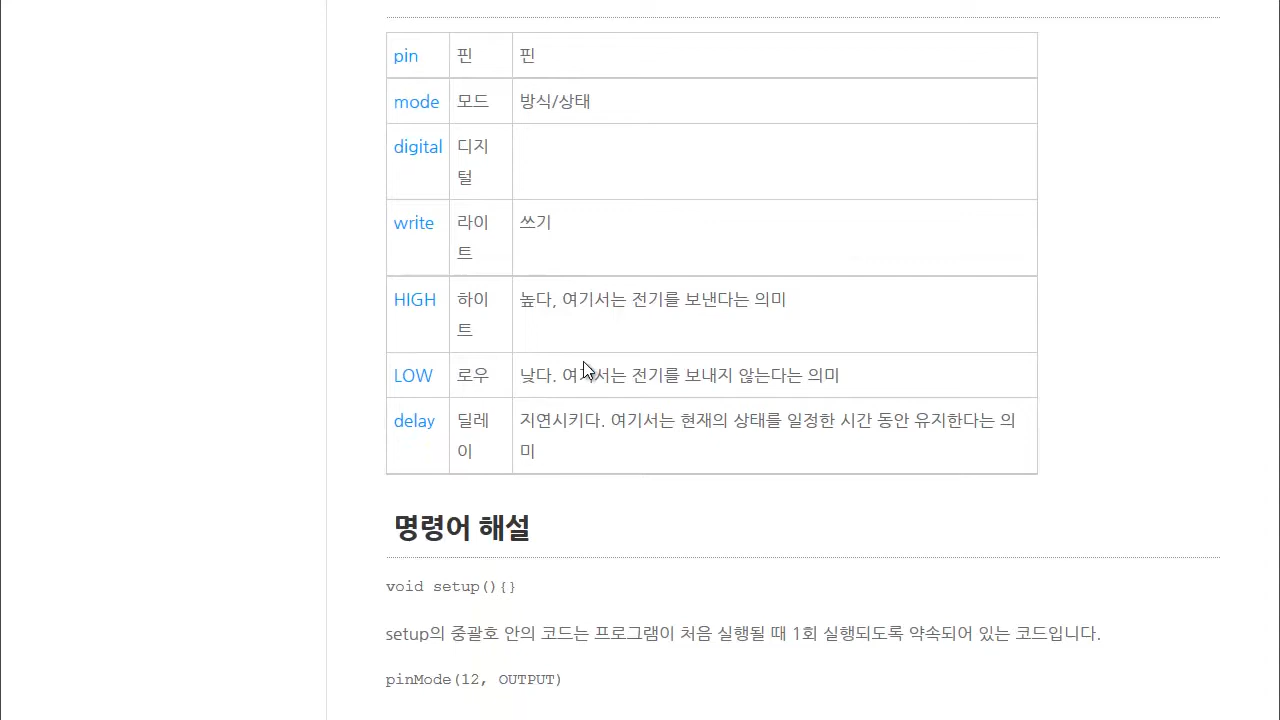 pin 핀 핀
mode 모드 방식/상태
digital 디지
털
write 라이 쓰기
트
HIGH 하이 높다, 여기서는 전기를 보낸다는 의미
트
LOW 로우 낮다. 여기서는 전기를 보내지 않는다는 의미
delay 딜레 지연시키다. 여기서는 현재의 상태를 일정한 시간 동안 유지한다는 의
이 미
명령어 해설
void setup(){}
setup의 중괄호 안의 코드는 프로그램이 처음 실행될 때 1회 실행되도록 약속되어 있는 코드입니다.
pinMode(12, OUTPUT)